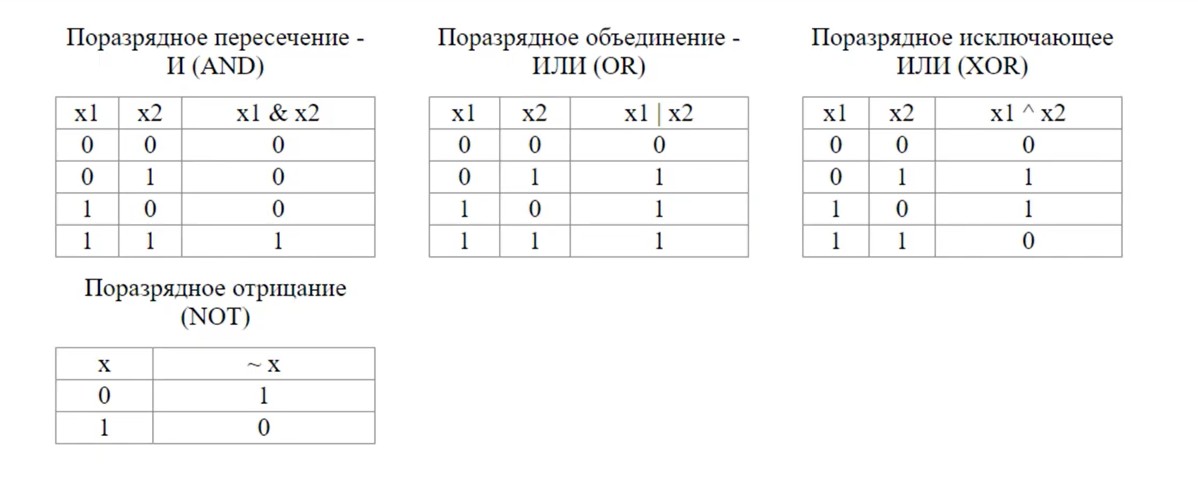 Поразрядное пересечение -
И (AND)
x1 x2 x1 & x2
0 0 0
0 1 0
1 0 0
1 1 1
Поразрядное объединение -
ИЛИ (OR)
x1 x2 x1 | x2
0 0 0
0 1 1
1 0 1
1 1 1
Поразрядное исключающее
ИЛИ (XOR)
x1 x2 x1 ^ x2
0 0 0
0 1 1
1 0 1
1 1 0
Поразрядное отрицание
(NOT)
x ~ x
0 1
1 0